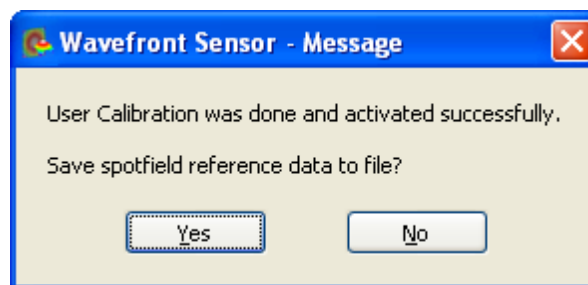 Wavefront Sensor - Message
User Calibration was done and activated successfully.
Save spotfield reference data to file?
Yes No